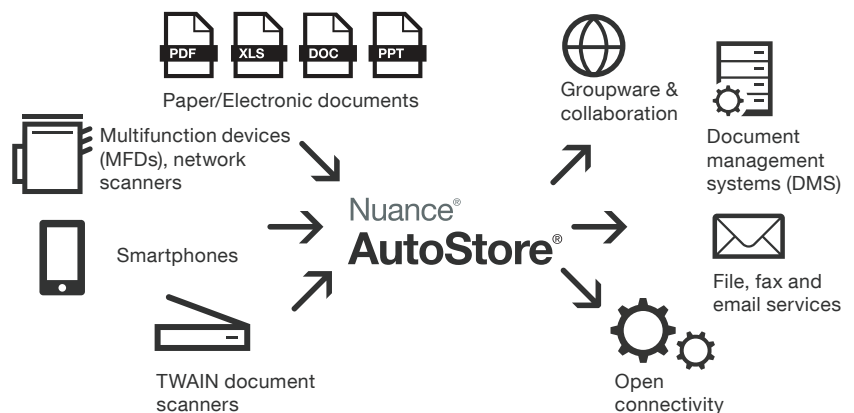 PDF
XLS
DOC
PPT
Paper/Electronic documents
Multifunction devices
(MFDs), network
scanners
Smartphones
TWAIN document
scanners
Nuance®
AutoStore®
Groupware &
collaboration
Document
management
systems (DMS)
File, fax and
email services
Open
connectivity